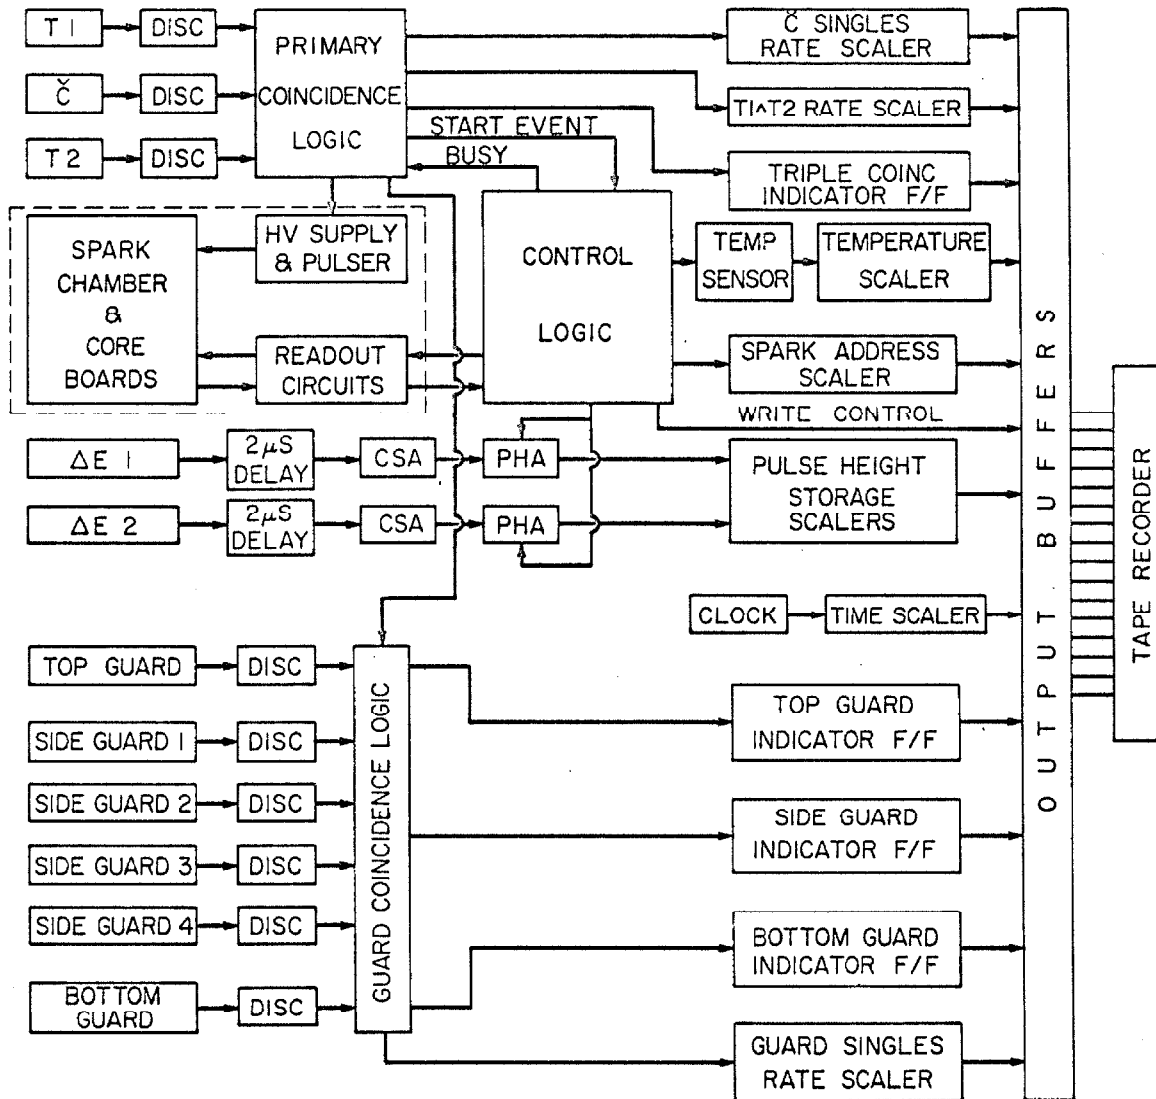 T1
DISC
PRIMARY
COINCIDENCE
LOGIC
Č SINGLES
RATE SCALER
Č
DISC
T1∧T2 RATE SCALER
T2
DISC
START EVENT
BUSY
TRIPLE COINC
INDICATOR F/F
SPARK
CHAMBER
&
CORE
BOARDS
HV SUPPLY
& PULSER
CONTROL
LOGIC
TEMP
SENSOR
TEMPERATURE
SCALER
READOUT
CIRCUITS
SPARK ADDRESS
SCALER
WRITE CONTROL
ΔE 1
2μS
DELAY
CSA
PHA
PULSE HEIGHT
STORAGE
SCALERS
ΔE 2
2μS
DELAY
CSA
PHA
CLOCK
TIME SCALER
OUTPUT BUFFERS
TAPE RECORDER
TOP GUARD
DISC
GUARD COINCIDENCE LOGIC
TOP GUARD
INDICATOR F/F
SIDE GUARD 1
DISC
SIDE GUARD 2
DISC
SIDE GUARD
INDICATOR F/F
SIDE GUARD 3
DISC
SIDE GUARD 4
DISC
BOTTOM GUARD
INDICATOR F/F
BOTTOM
GUARD
DISC
GUARD SINGLES
RATE SCALER